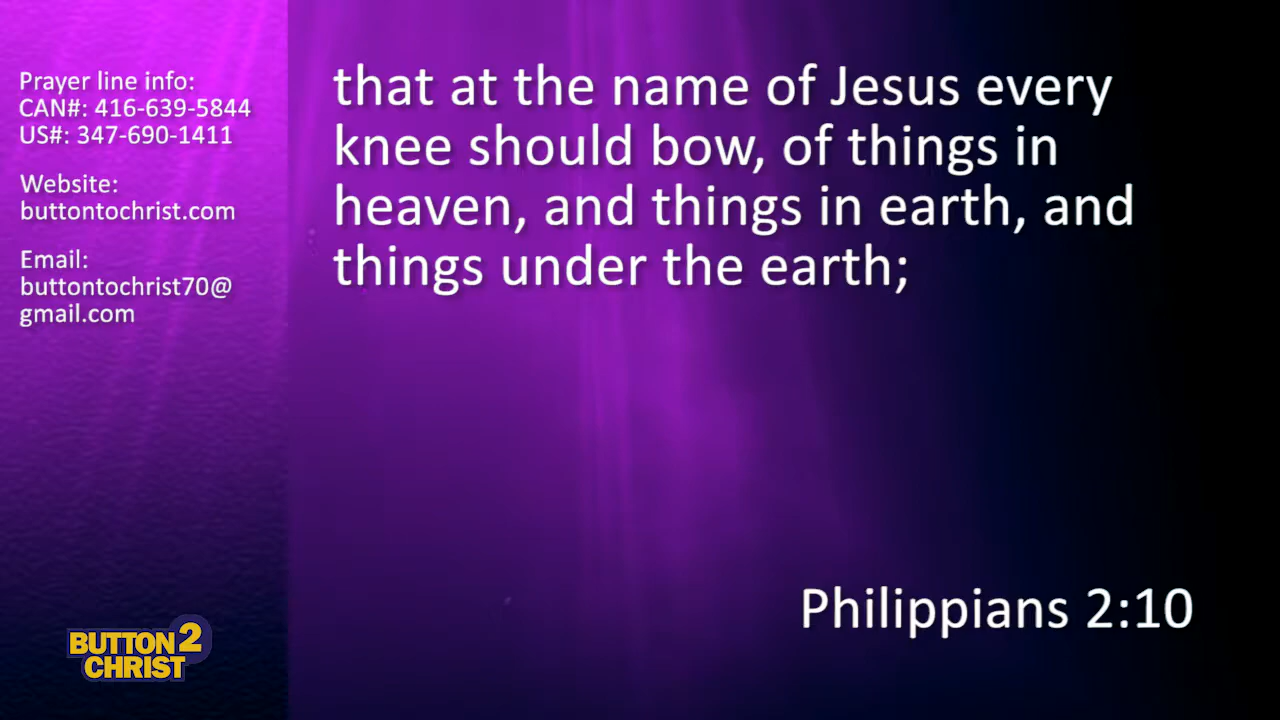 Prayer line info:
CAN#: 416-639-5844
US#: 347-690-1411
Website:
buttontochrist.com
Email:
buttontochrist70@
gmail.com
that at the name of Jesus every
knee should bow, of things in
heaven, and things in earth, and
things under the earth;
Philippians 2:10
BUTTON 2
CHRIST